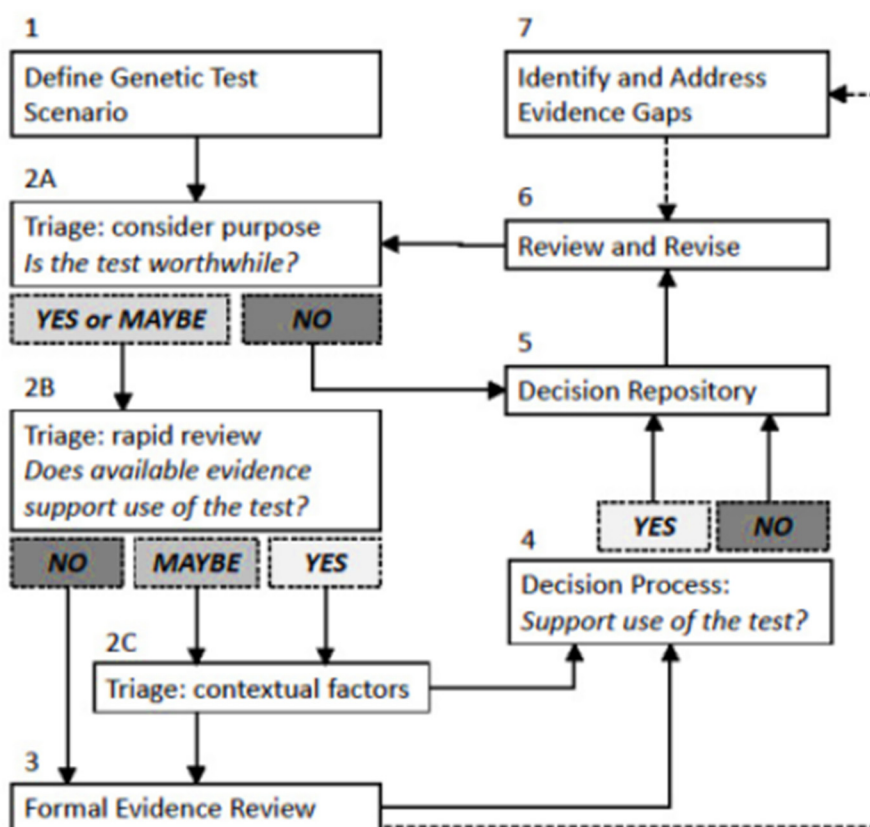 1
Define Genetic Test
Scenario
2A
Triage: consider purpose
Is the test worthwhile?
YES or MAYBE
NO
2B
Triage: rapid review
Does available evidence
support use of the test?
NO
MAYBE
YES
2C
Triage: contextual factors
3
Formal Evidence Review
7
Identify and Address
Evidence Gaps
6
Review and Revise
5
Decision Repository
YES
NO
4
Decision Process:
Support use of the test?